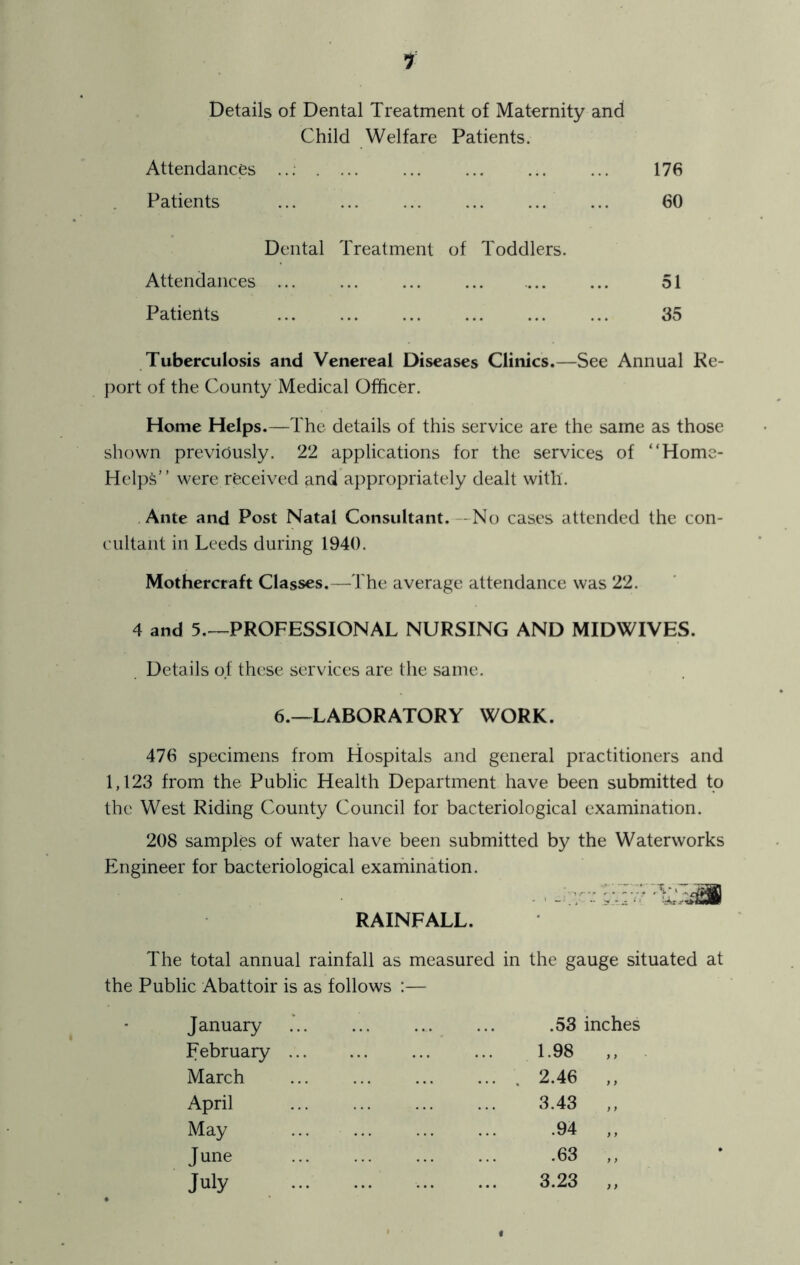 7
Details of Dental Treatment of Maternity and
Child Welfare Patients.
Attendances ... . ... ... ... ... ... 176
Patients ... ... ... ... ... ... 60
Dental Treatment of Toddlers.
Attendances ... ... ... ... ... ... 51
Patients ... ... ... ... ... ... 35
Tuberculosis and Venereal Diseases Clinics.—See Annual Re-
port of the County Medical Officer.
Home Helps.—The details of this service are the same as those
shown previously. 22 applications for the services of “Home-
Helps” were received and appropriately dealt with.
Ante and Post Natal Consultant.—No cases attended the con-
cultant in Leeds during 1940.
Mothercraft Classes.—The average attendance was 22.
4 and 5.—PROFESSIONAL NURSING AND MIDWIVES.
Details of these services are the same.
6.—LABORATORY WORK.
476 specimens from Hospitals and general practitioners and
1,123 from the Public Health Department have been submitted to
the West Riding County Council for bacteriological examination.
208 samples of water have been submitted by the Waterworks
Engineer for bacteriological examination.
RAINFALL.
The total annual rainfall as measured in the gauge situated at
the Public Abattoir is as follows :—
January ... ... ... ... .53 inches
February ... ... ... ... 1.98 ,,
March ... ... ... ... . 2.46 ,,
April ... ... ... ... 3.43 ,,
May ... ... ... ... .94 ,,
June ... ... ... ... .63 ,,
July ... ... ... ... 3.23 ,,